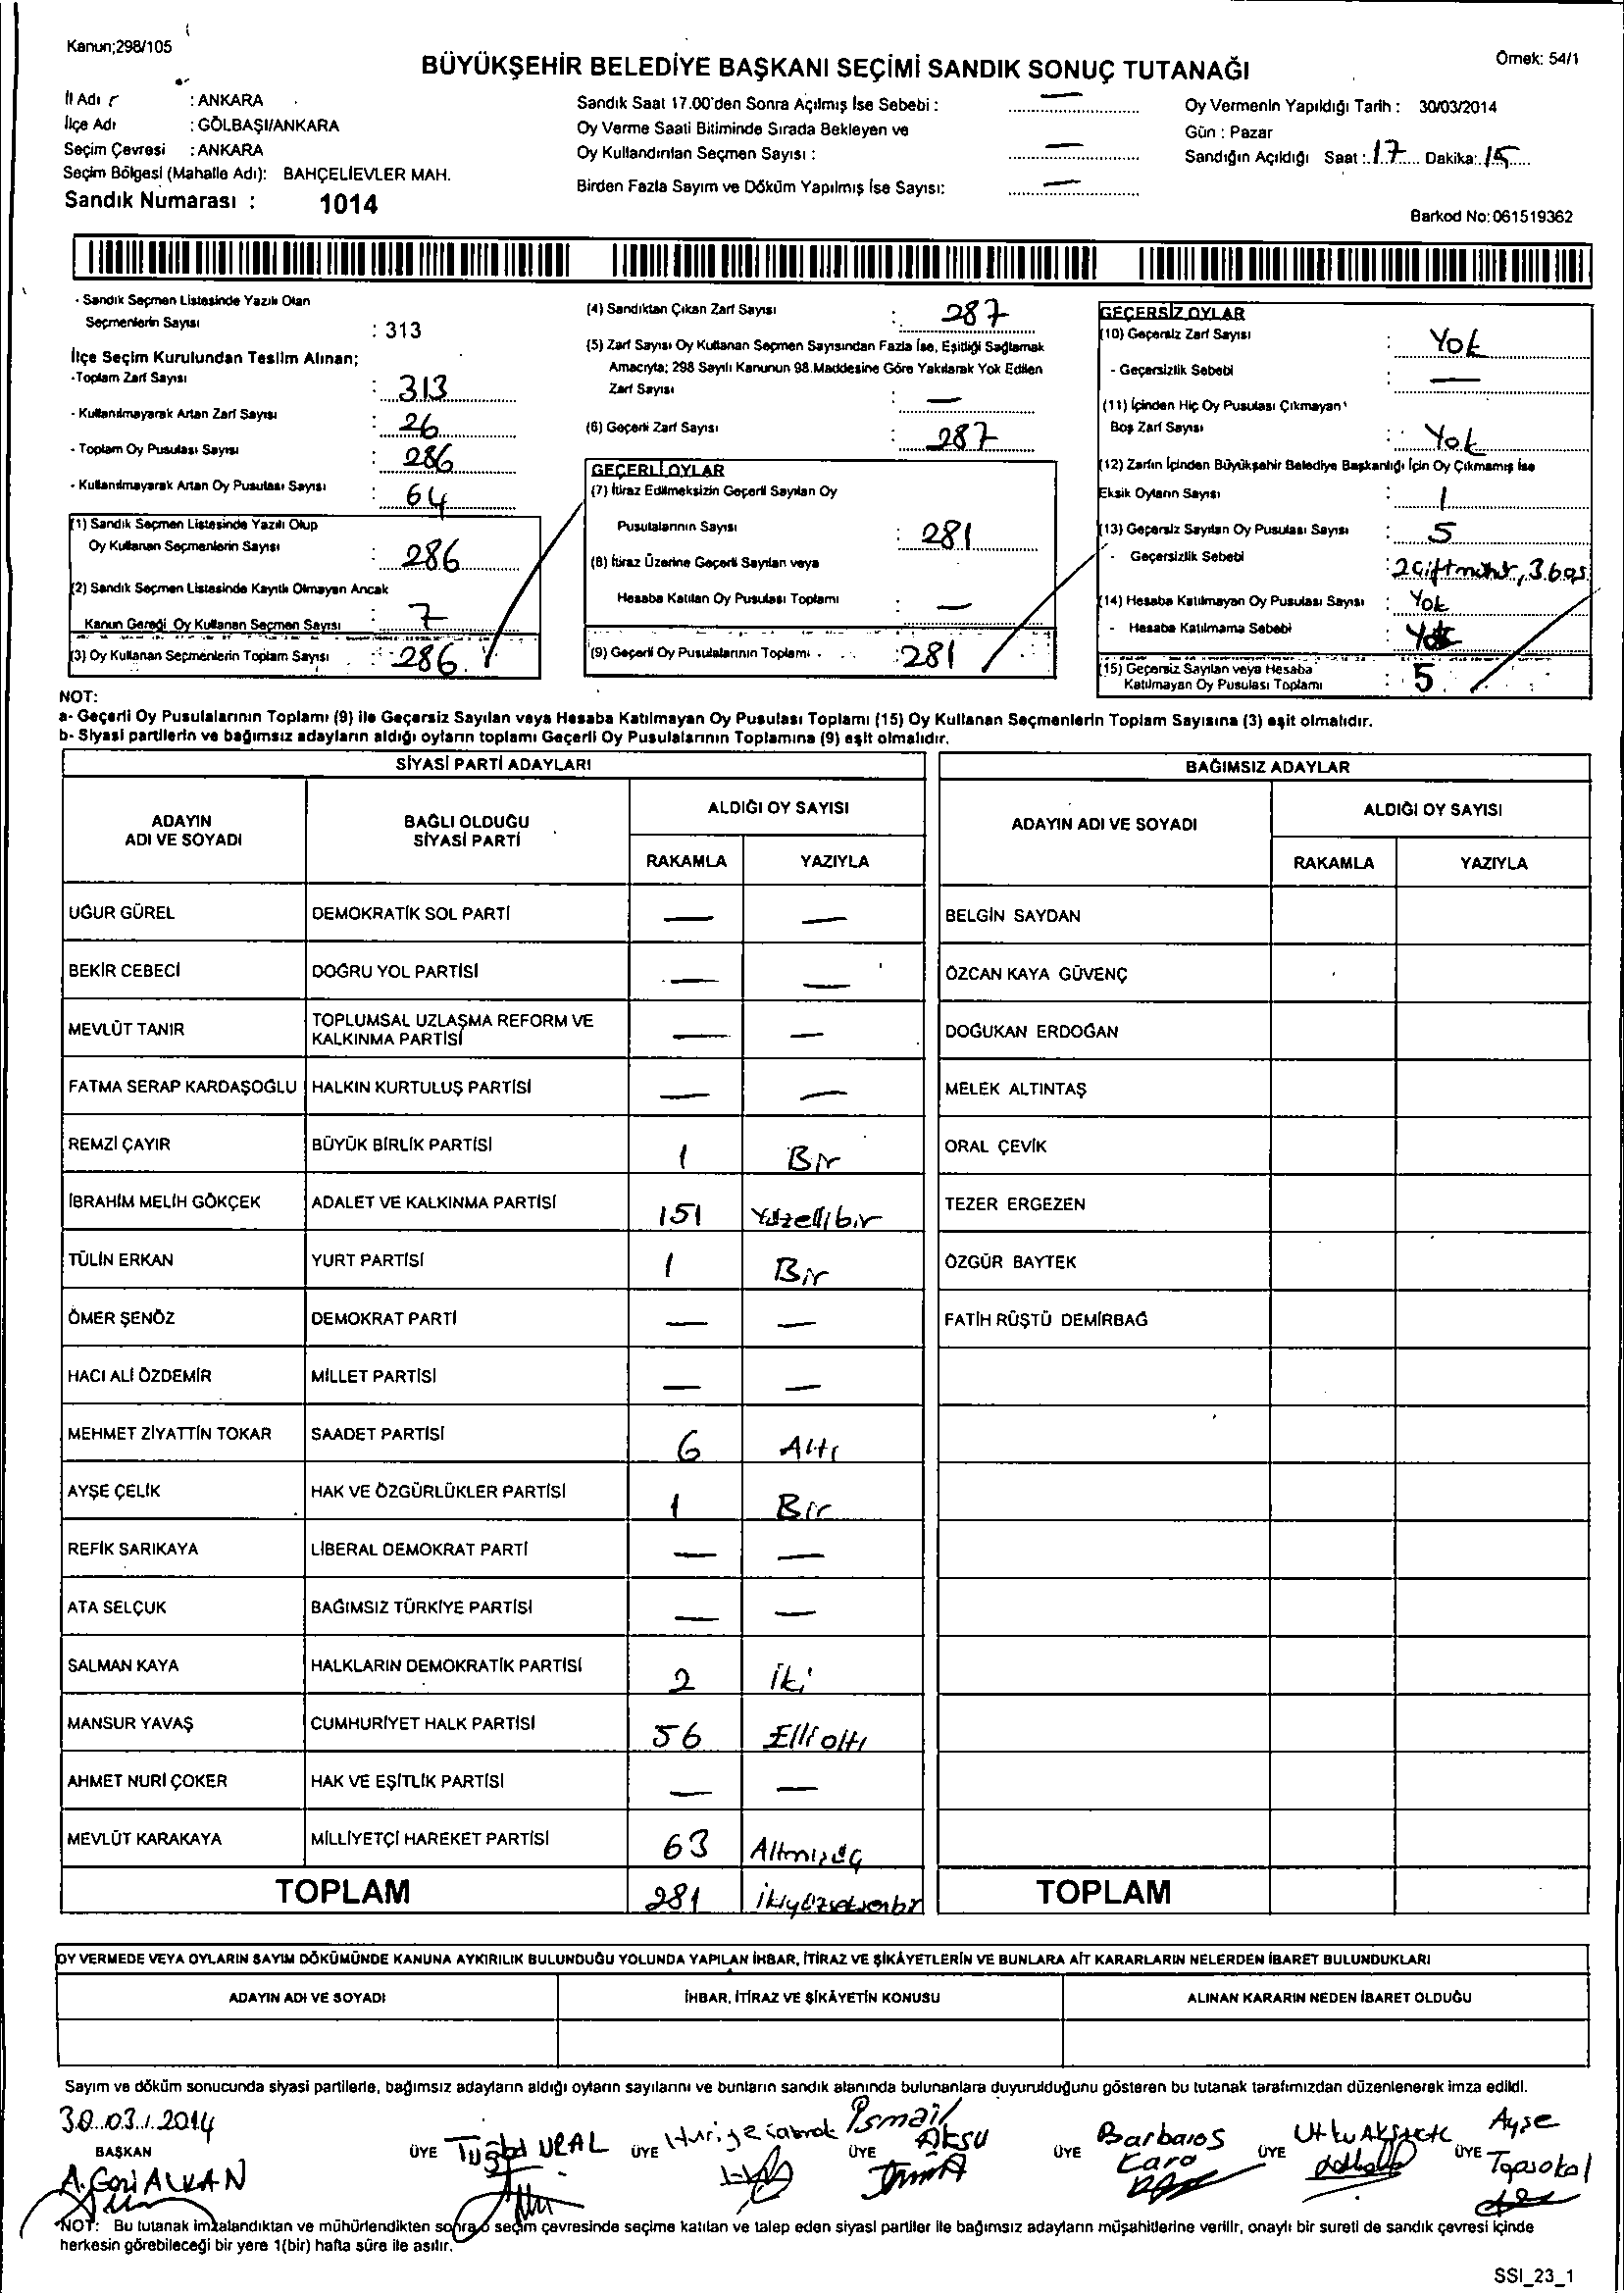 Kanun;298/105
BÜYÜKŞEHİR BELEDİYE BAŞKANI SEÇİMİ SANDIK SONUÇ TUTANAĞI
Örnek: 54/1
İl Adı : ANKARA
İlçe Adı : GÖLBAŞI/ANKARA
Seçim Çevresi : ANKARA
Seçim Bölgesi (Mahalle Adı): BAHÇELİEVLER MAH.
Sandık Numarası : 1014
Sandık Saat 17.00'den Sonra Açılmış İse Sebebi : —
Oy Verme Saati Bitiminde Sırada Bekleyen ve
Oy Kullandırılan Seçmen Sayısı : —
Birden Fazla Sayım ve Döküm Yapılmış İse Sayısı: —
Oy Vermenin Yapıldığı Tarih : 30/03/2014
Gün : Pazar
Sandığın Açıldığı Saat : 17 Dakika: 15
Barkod No: 061519362
- Sandık Seçmen Listesinde Yazılı Olan
Seçmenlerin Sayısı : 313
İlçe Seçim Kurulundan Teslim Alınan;
-Toplam Zarf Sayısı : 313
- Kullanılmayarak Artan Zarf Sayısı : 26
- Toplam Oy Pusulası Sayısı : 286
- Kullanılmayarak Artan Oy Pusulası Sayısı : 64
(1) Sandık Seçmen Listesinde Yazılı Olup
Oy Kullanan Seçmenlerin Sayısı : 286
(2) Sandık Seçmen Listesinde Kayıtlı Olmayan Ancak
Kanun Gereği Oy Kullanan Seçmen Sayısı : 7
(3) Oy Kullanan Seçmenlerin Toplam Sayısı : 286
(4) Sandıktan Çıkan Zarf Sayısı : 287
(5) Zarf Sayısı Oy Kullanan Seçmen Sayısından Fazla İse, Eşitliği Sağlamak
Amacıyla; 298 Sayılı Kanunun 98.Maddesine Göre Yakılarak Yok Edilen
Zarf Sayısı : —
(6) Geçerli Zarf Sayısı : 287
GEÇERLİ OYLAR
(7) İtiraz Edilmeksizin Geçerli Sayılan Oy
Pusulalarının Sayısı : 281
(8) İtiraz Üzerine Geçerli Sayılan veya
Hesaba Katılan Oy Pusulası Toplamı : —
(9) Geçerli Oy Pusulalarının Toplamı : 281
GEÇERSİZ OYLAR
(10) Geçersiz Zarf Sayısı : Yok
- Geçersizlik Sebebi : —
(11) İçinden Hiç Oy Pusulası Çıkmayan
Boş Zarf Sayısı : Yok
(12) Zarfın İçinden Büyükşehir Belediye Başkanlığı İçin Oy Çıkmamış İse
Eksik Oyların Sayısı : 1
(13) Geçersiz Sayılan Oy Pusulası Sayısı : 5
- Geçersizlik Sebebi : 2 çift mühür, 3 boş
(14) Hesaba Katılmayan Oy Pusulası Sayısı : Yok
- Hesaba Katılmama Sebebi : Yok
(15) Geçersiz Sayılan veya Hesaba
Katılmayan Oy Pusulası Toplamı : 5
NOT:
a- Geçerli Oy Pusulalarının Toplamı (9) ile Geçersiz Sayılan veya Hesaba Katılmayan Oy Pusulası Toplamı (15) Oy Kullanan Seçmenlerin Toplam Sayısına (3) eşit olmalıdır.
b- Siyasi partilerin ve bağımsız adayların aldığı oyların toplamı Geçerli Oy Pusulalarının Toplamına (9) eşit olmalıdır.
SİYASİ PARTİ ADAYLARI
ADAYIN ADI VE SOYADI
BAĞLI OLDUĞU SİYASİ PARTİ
ALDIĞI OY SAYISI
RAKAMLA YAZIYLA
UĞUR GÜREL DEMOKRATİK SOL PARTİ — —
BEKİR CEBECİ DOĞRU YOL PARTİSİ — —
MEVLÜT TANIR TOPLUMSAL UZLAŞMA REFORM VE KALKINMA PARTİSİ — —
FATMA SERAP KARDAŞOĞLU HALKIN KURTULUŞ PARTİSİ — —
REMZİ ÇAYIR BÜYÜK BİRLİK PARTİSİ 1 Bir
İBRAHİM MELİH GÖKÇEK ADALET VE KALKINMA PARTİSİ 151 Yüzellibir
TÜLİN ERKAN YURT PARTİSİ 1 Bir
ÖMER ŞENÖZ DEMOKRAT PARTİ — —
HACI ALİ ÖZDEMİR MİLLET PARTİSİ — —
MEHMET ZİYATTİN TOKAR SAADET PARTİSİ 6 Altı
AYŞE ÇELİK HAK VE ÖZGÜRLÜKLER PARTİSİ 1 Bir
REFİK SARIKAYA LİBERAL DEMOKRAT PARTİ — —
ATA SELÇUK BAĞIMSIZ TÜRKİYE PARTİSİ — —
SALMAN KAYA HALKLARIN DEMOKRATİK PARTİSİ 2 İki
MANSUR YAVAŞ CUMHURİYET HALK PARTİSİ 56 Elli altı
AHMET NURİ ÇOKER HAK VE EŞİTLİK PARTİSİ — —
MEVLÜT KARAKAYA MİLLİYETÇİ HAREKET PARTİSİ 63 Altmışüç
TOPLAM 281 İkiyüzseksenbir
BAĞIMSIZ ADAYLAR
ADAYIN ADI VE SOYADI
ALDIĞI OY SAYISI
RAKAMLA YAZIYLA
BELGİN SAYDAN
ÖZCAN KAYA GÜVENÇ
DOĞUKAN ERDOĞAN
MELEK ALTINTAŞ
ORAL ÇEVİK
TEZER ERGEZEN
ÖZGÜR BAYTEK
FATİH RÜŞTÜ DEMİRBAĞ
TOPLAM
OY VERMEDE VEYA OYLARIN SAYIM DÖKÜMÜNDE KANUNA AYKIRILIK BULUNDUĞU YOLUNDA YAPILAN İHBAR, İTİRAZ VE ŞİKÂYETLERİN VE BUNLARA AİT KARARLARIN NELERDEN İBARET BULUNDUKLARI
ADAYIN ADI VE SOYADI İHBAR, İTİRAZ VE ŞİKÂYETİN KONUSU ALINAN KARARIN NEDEN İBARET OLDUĞU
Sayım ve döküm sonucunda siyasi partilerle, bağımsız adayların aldığı oyların sayılarını ve bunların sandık alanında bulunanlara duyurulduğunu gösteren bu tutanak tarafımızdan düzenlenerek imza edildi.
30.03.2014
BAŞKAN ÜYE ÜYE ÜYE ÜYE ÜYE ÜYE
URAL
İsmail Aksu
Barbaros Kara
Ayşe
NOT: Bu tutanak imzalandıktan ve mühürlendikten sonra o seçim çevresinde seçime katılan ve talep eden siyasi partiler ile bağımsız adayların müşahitlerine verilir, onaylı bir sureti de sandık çevresi içinde
herkesin görebileceği bir yere 1(bir) hafta süre ile asılır.
SSI_23_1